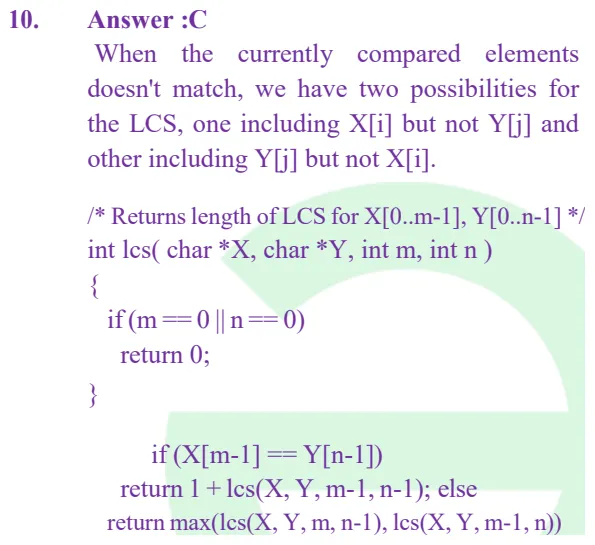 10. Answer :C
When the currently compared elements
doesn't match, we have two possibilities for
the LCS, one including X[i] but not Y[j] and
other including Y[j] but not X[i].
/* Returns length of LCS for X[0..m-1], Y[0..n-1] */
int lcs( char *X, char *Y, int m, int n )
{
if (m == 0 || n == 0)
return 0;
}
if (X[m-1] == Y[n-1])
return 1 + lcs(X, Y, m-1, n-1); else
return max(lcs(X, Y, m, n-1), lcs(X, Y, m-1, n))